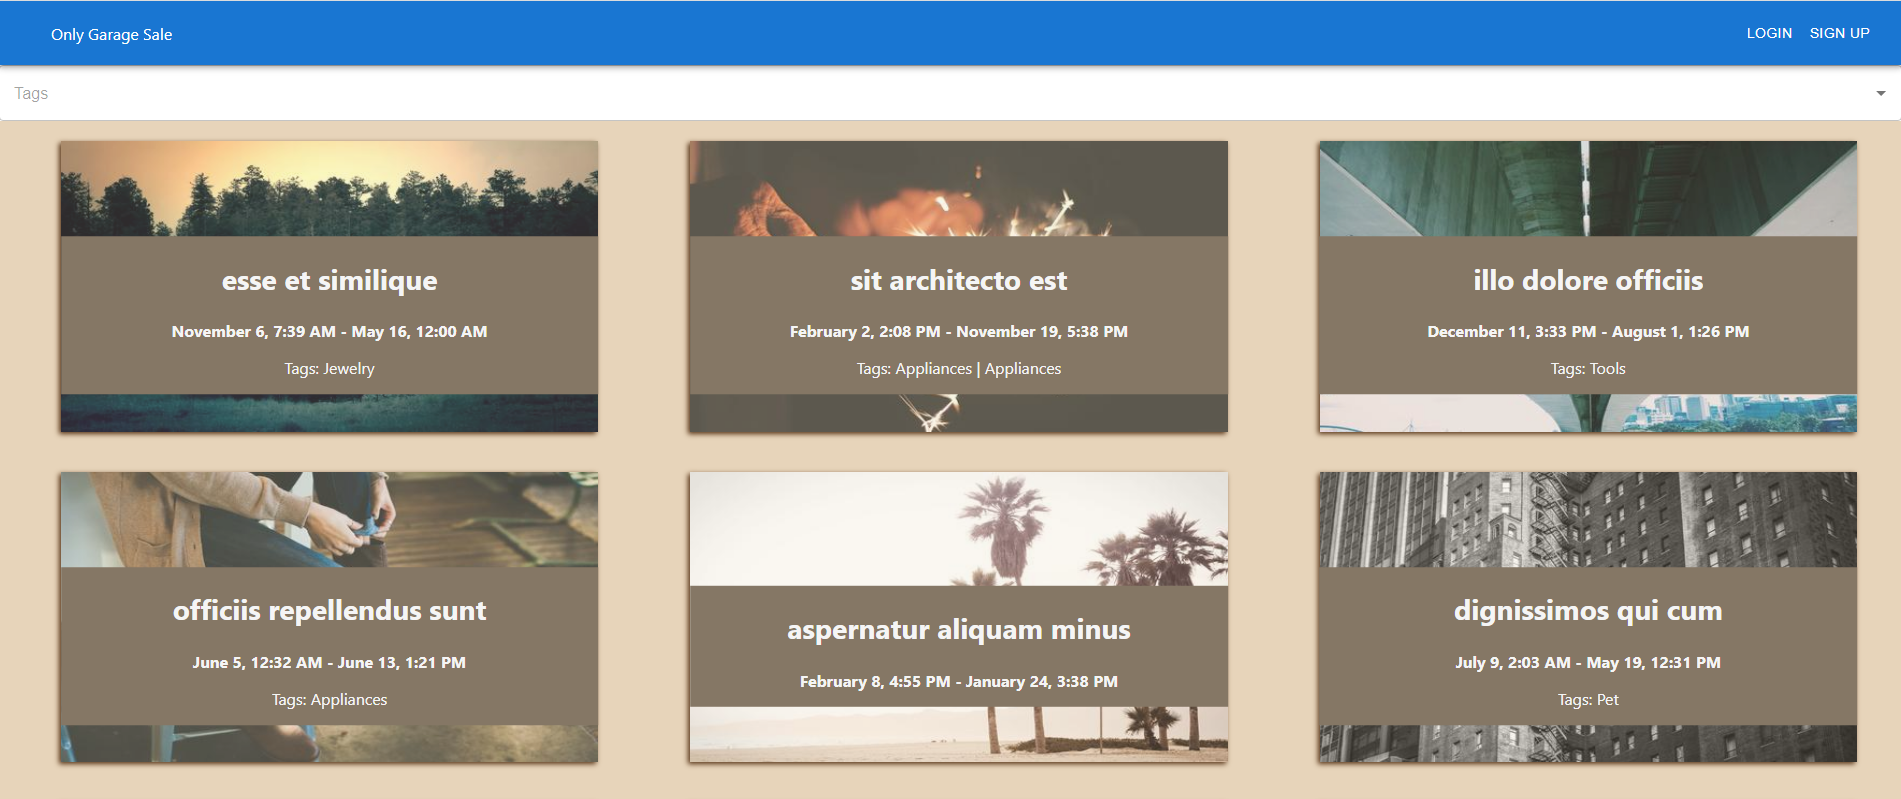 Only Garage Sale
LOGIN SIGN UP
Tags
esse et similique
November 6, 7:39 AM - May 16, 12:00 AM
Tags: Jewelry
sit architecto est
February 2, 2:08 PM - November 19, 5:38 PM
Tags: Appliances | Appliances
illo dolore officiis
December 11, 3:33 PM - August 1, 1:26 PM
Tags: Tools
officiis repellendus sunt
June 5, 12:32 AM - June 13, 1:21 PM
Tags: Appliances
aspernatur aliquam minus
February 8, 4:55 PM - January 24, 3:38 PM
dignissimos qui cum
July 9, 2:03 AM - May 19, 12:31 PM
Tags: Pet